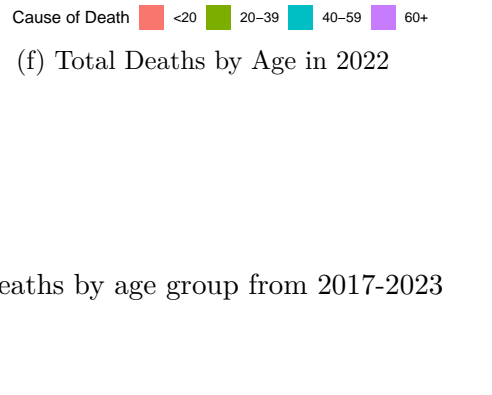 Cause of Death <20 20–39 40–59 60+
(f) Total Deaths by Age in 2022
eaths by age group from 2017-2023